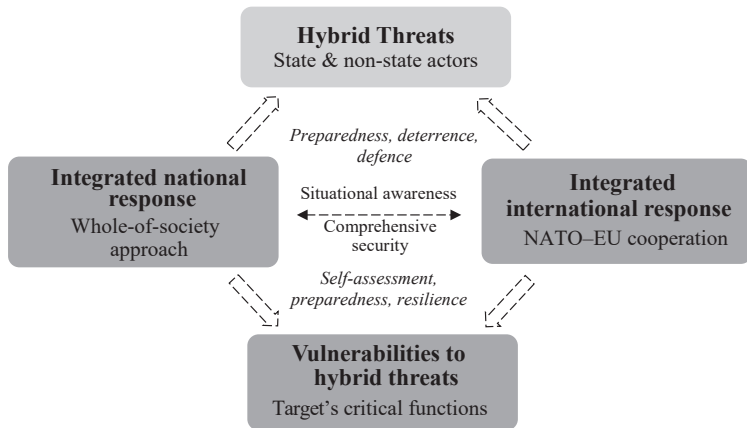 Hybrid Threats
State & non-state actors
Preparedness, deterrence,
defence
Integrated national
response
Whole-of-society
approach
Situational awareness
Comprehensive
security
Integrated
international response
NATO–EU cooperation
Self-assessment,
preparedness, resilience
Vulnerabilities to
hybrid threats
Target's critical functions